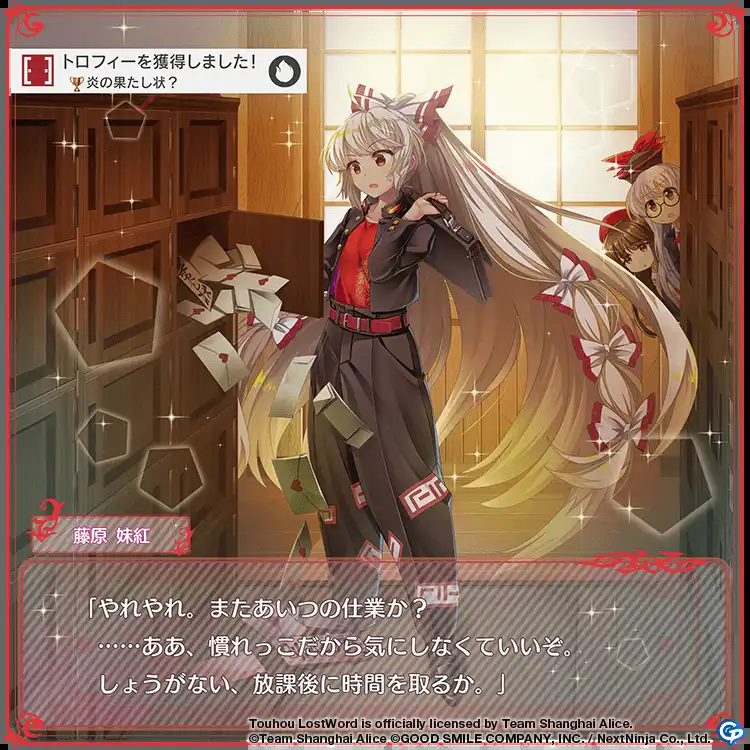 トロフィーを獲得しました!
🏆炎の果たし状?
藤原 妹紅
「やれやれ。またあいつの仕業か?
……ああ、慣れっこだから気にしなくていいぞ。
しょうがない、放課後に時間を取るか。」
Touhou LostWord is officially licensed by Team Shanghai Alice.
©Team Shanghai Alice ©GOOD SMILE COMPANY, INC. / NextNinja Co., Ltd.
GP